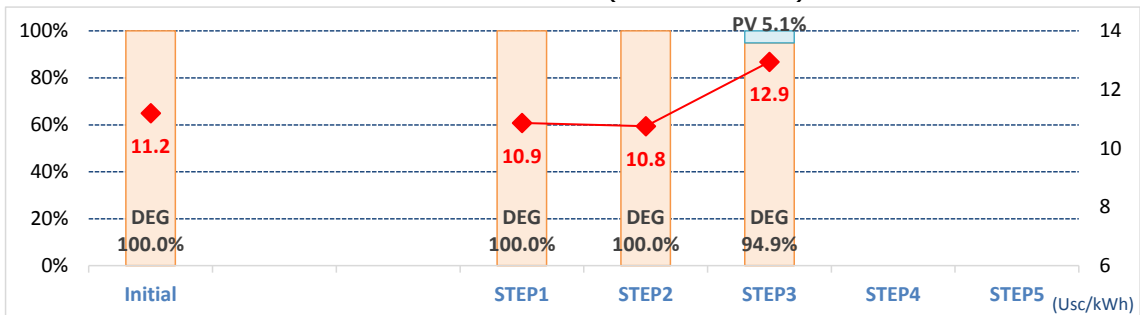 100%
80%
60%
40%
20%
0%
PV 5.1%
11.2
10.9
10.8
12.9
DEG
100.0%
DEG
100.0%
DEG
100.0%
DEG
94.9%
14
12
10
8
6
Initial
STEP1
STEP2
STEP3
STEP4
STEP5
(Usc/kWh)